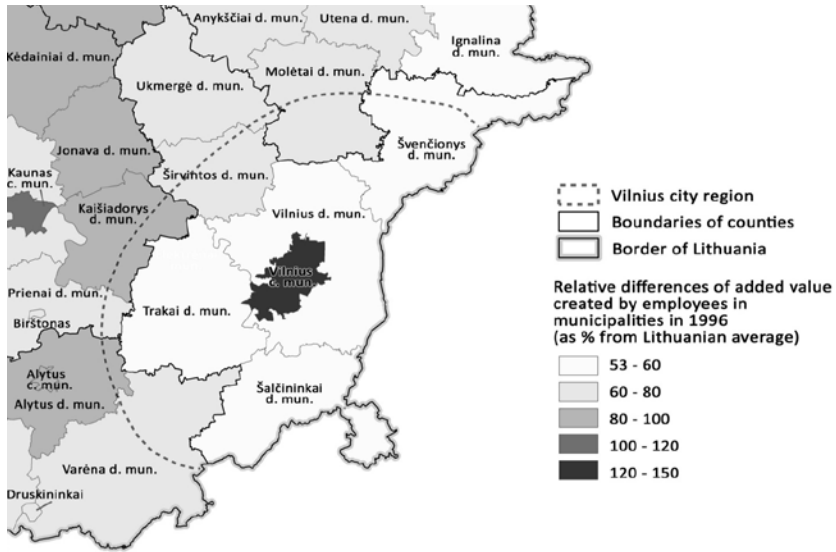 Anykščiai d. mun.
Utena d. mun.
Ignalina
d. mun.
Kėdainiai d. mun.
Ukmergė d. mun.
Molėtai d. mun.
Jonava d. mun.
Švenčionys
d. mun.
Kaunas
c. mun.
Širvintos d. mun.
Kaišiadorys
d. mun.
Vilnius d. mun.
Vilnius
c. mun.
Prienai d. mun.
Birštonas
Trakai d. mun.
Alytus
c. mun.
Alytus d. mun.
Šalčininkai
d. mun.
Varėna d. mun.
Druskininkai
Vilnius city region
Boundaries of counties
Border of Lithuania
Relative differences of added value
created by employees in
municipalities in 1996
(as % from Lithuanian average)
53 - 60
60 - 80
80 - 100
100 - 120
120 - 150